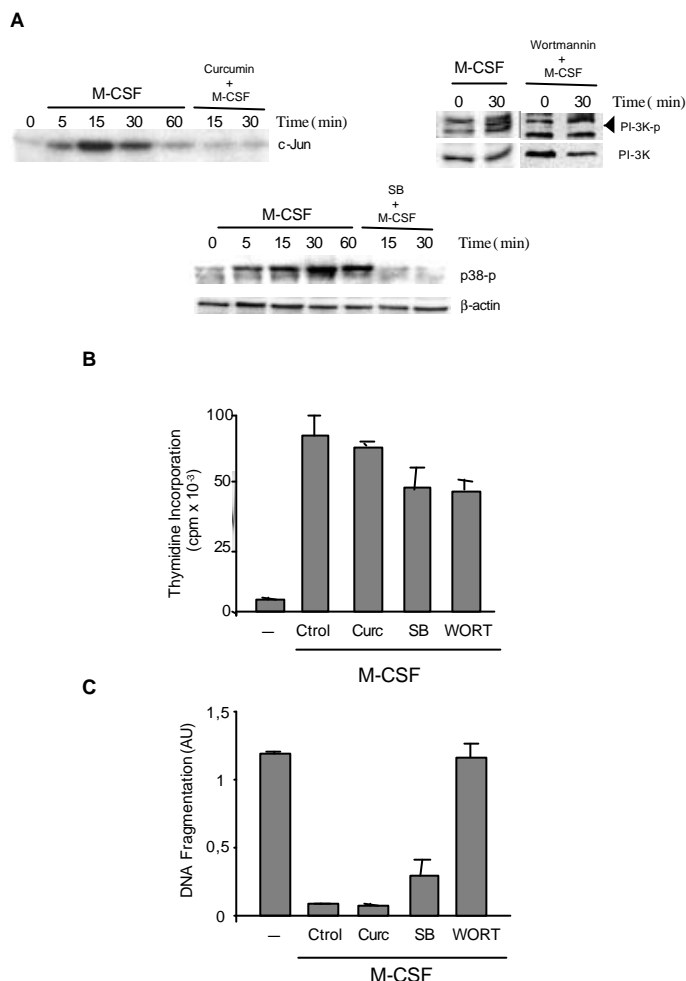 A
Curcumin
+
M-CSF
M-CSF
0 5 15 30 60 15 30 Time (min)
c-Jun
Wortmannin
+
M-CSF
M-CSF
0 30 0 30 Time (min)
PI-3K-p
PI-3K
SB
+
M-CSF
M-CSF
0 5 15 30 60 15 30 Time (min)
p38-p
β-actin
B
Thymidine Incorporation
(cpm x 10-3)
100
50
25
0
– Ctrol Curc SB WORT
M-CSF
C
DNA Fragmentation (AU)
1,5
1
0,5
0
– Ctrol Curc SB WORT
M-CSF